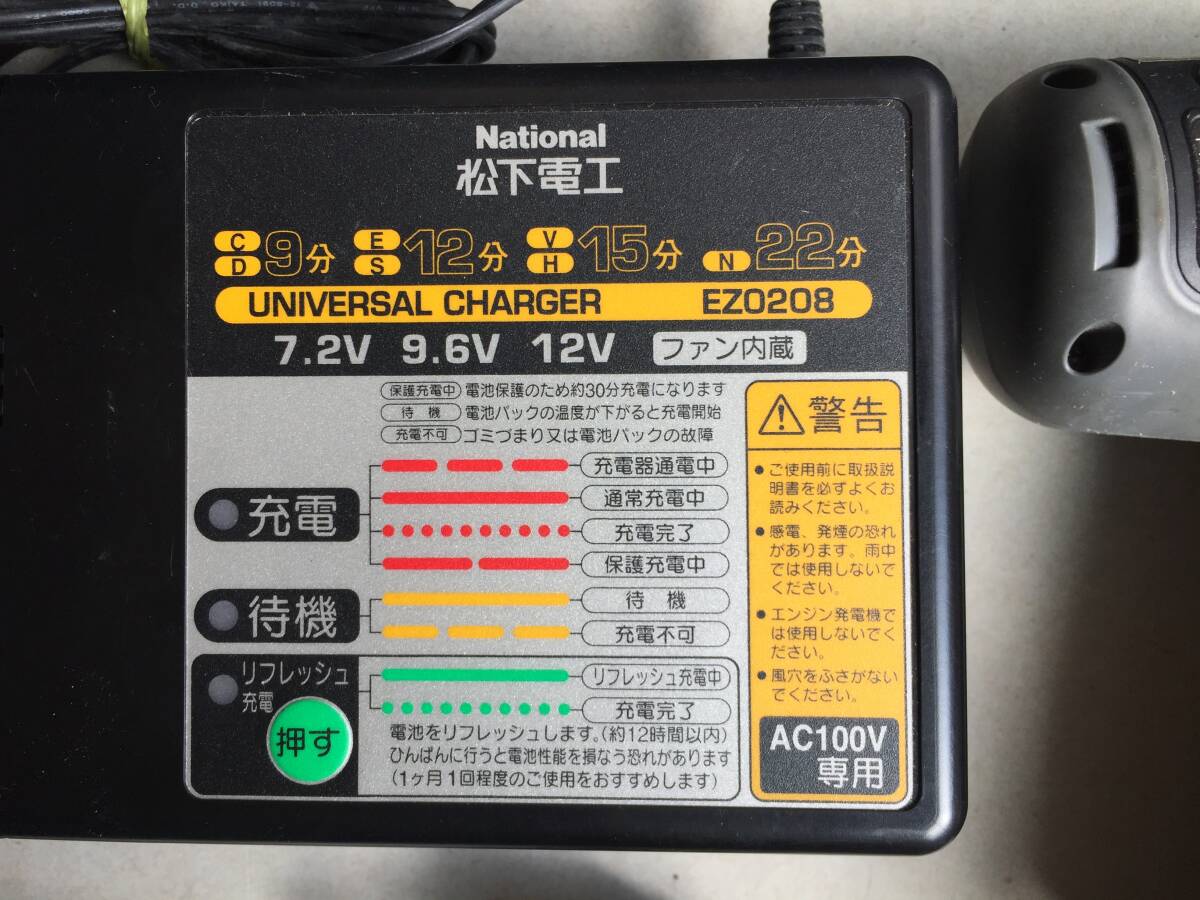 National
松下電工
C D 9分 E S 12分 V H 15分 N 22分
UNIVERSAL CHARGER EZ0208
7.2V 9.6V 12V ファン内蔵
保護充電中 電池保護のため約30分充電になります
待機 電池パックの温度が下がると充電開始
充電不可 ゴミづまり又は電池パックの故障
充電
充電器通電中
通常充電中
充電完了
保護充電中
待機
待機
充電不可
リフレッシュ
充電
押す
リフレッシュ充電中
充電完了
電池をリフレッシュします。(約12時間以内)
ひんぱんに行うと電池性能を損なう恐れがあります
(1ヶ月1回程度のご使用をおすすめします)
警告
●ご使用前に取扱説
明書を必ずよくお
読みください。
●感電、発煙の恐れ
があります。雨中
では使用しないで
ください。
●エンジン発電機で
は使用しないでく
ださい。
●風穴をふさがない
でください。
AC100V
専用